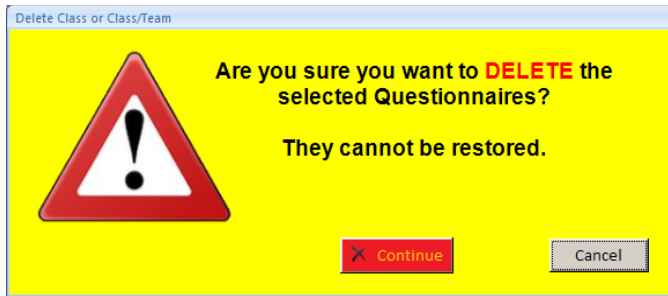 Delete Class or Class/Team
Are you sure you want to DELETE the
selected Questionnaires?
They cannot be restored.
Continue
Cancel